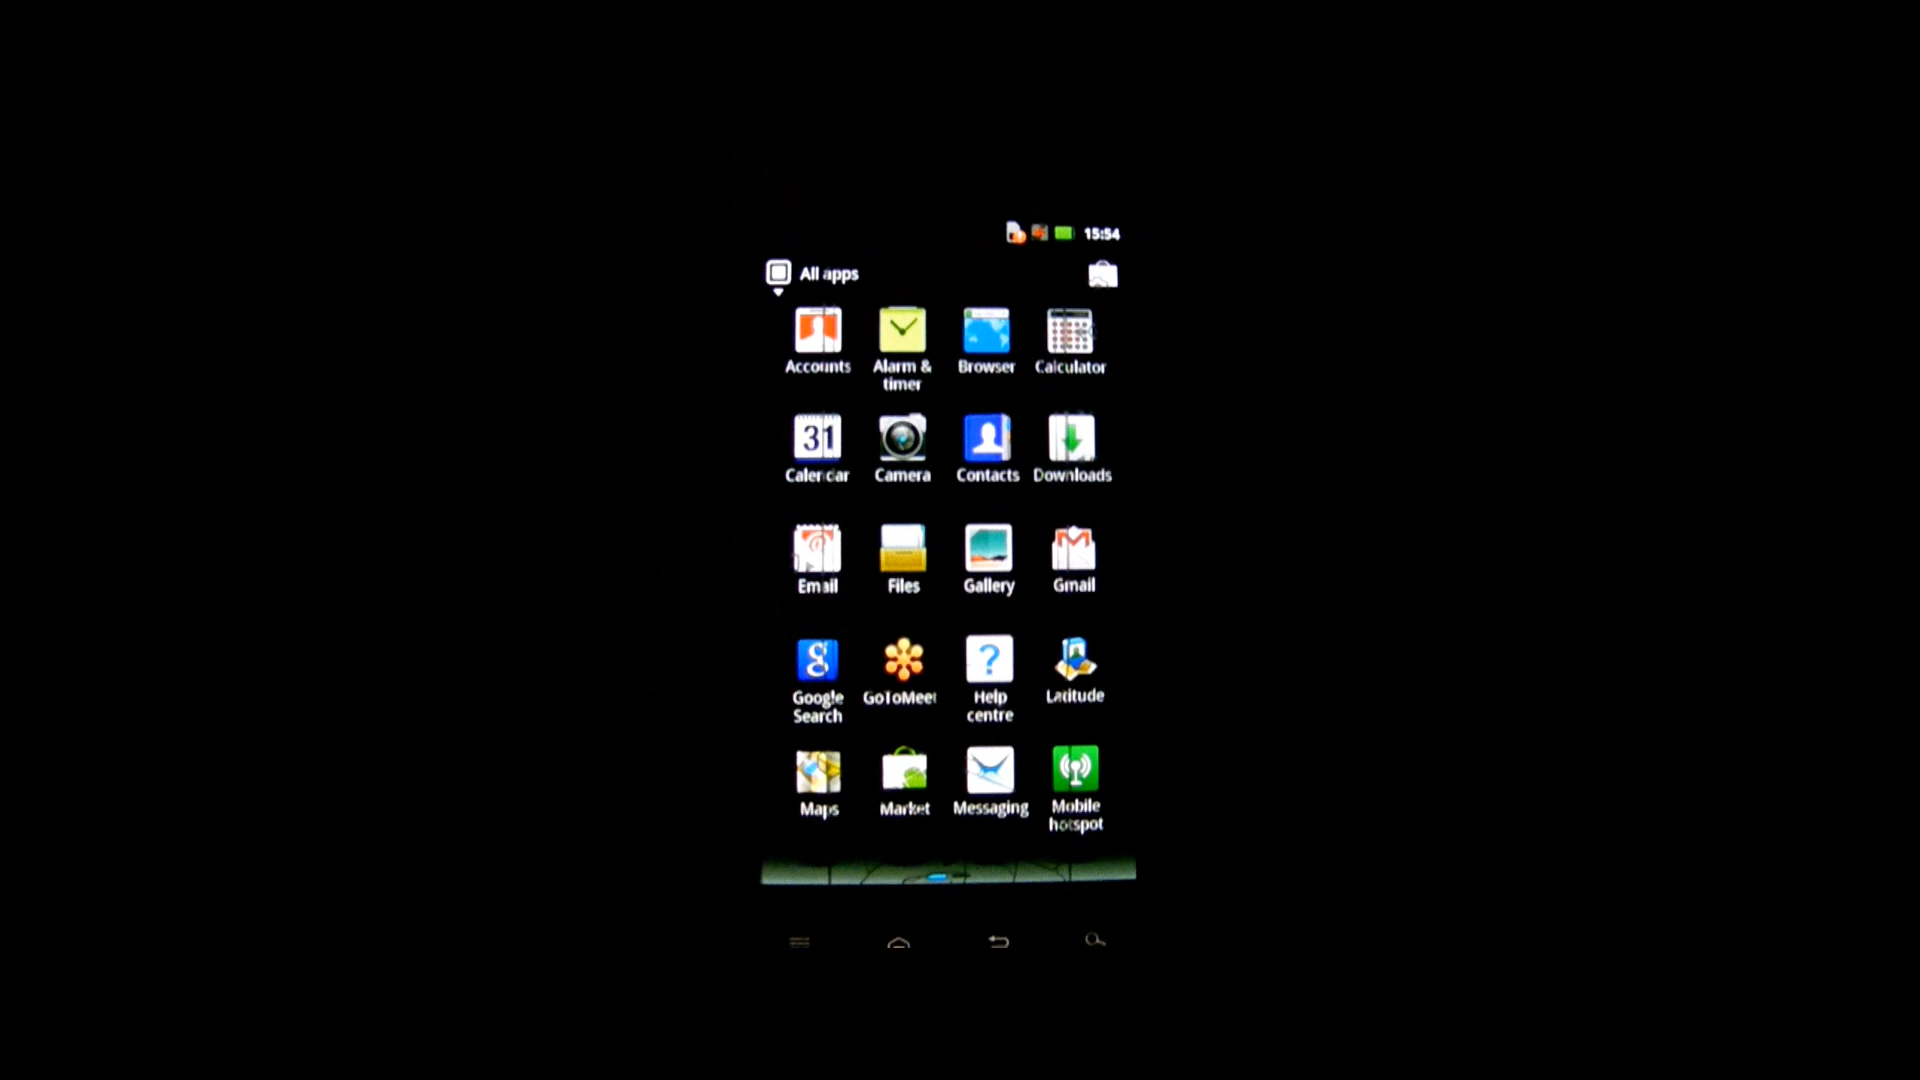 15:54
All apps
Accounts
Alarm &
timer
Browser
Calculator
31
Calendar
Camera
Contacts
Downloads
Email
Files
Gallery
Gmail
g
Google
Search
GoToMeet
?
Help
centre
Latitude
Maps
Market
Messaging
Mobile
hotspot